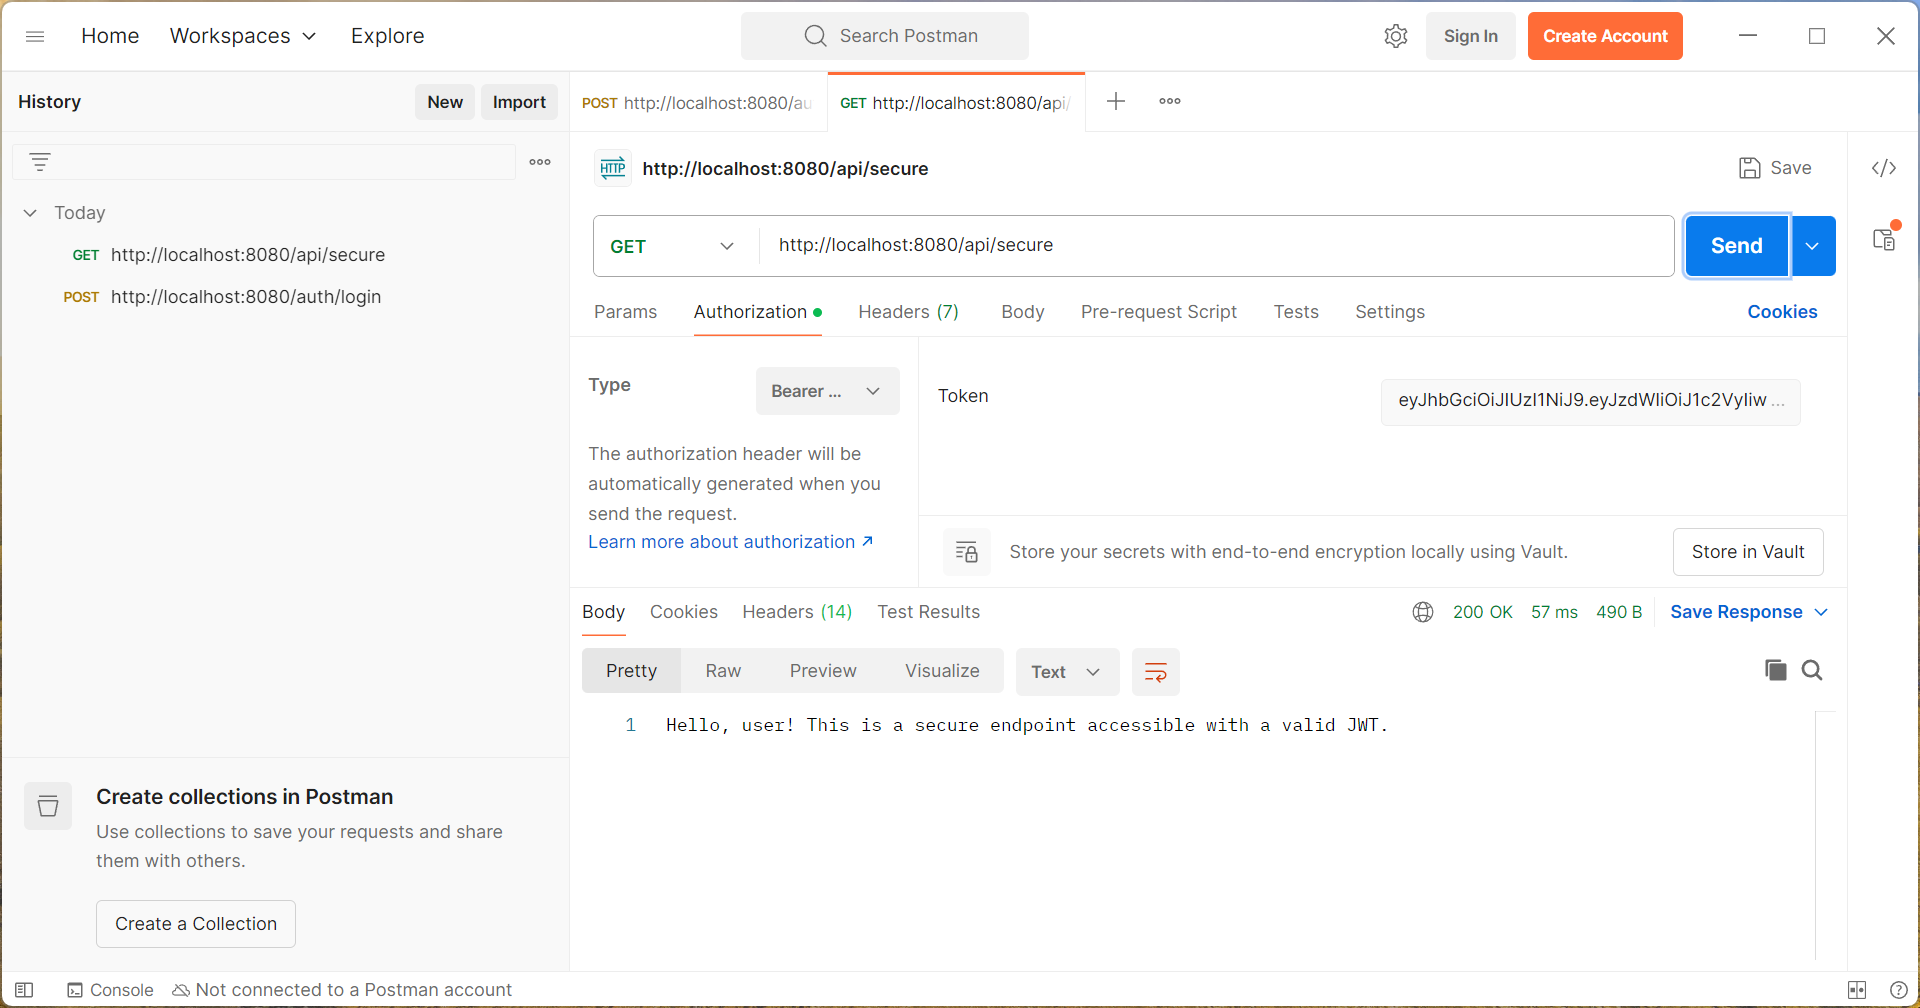 Home Workspaces Explore Search Postman Sign In Create Account
History New Import
POST http://localhost:8080/au GET http://localhost:8080/api/
Today
GET http://localhost:8080/api/secure
POST http://localhost:8080/auth/login
Create collections in Postman
Use collections to save your requests and share
them with others.
Create a Collection
HTTP http://localhost:8080/api/secure Save
GET http://localhost:8080/api/secure Send
Params Authorization Headers (7) Body Pre-request Script Tests Settings Cookies
Type Bearer ...
The authorization header will be
automatically generated when you
send the request.
Learn more about authorization
Token eyJhbGciOiJIUzI1NiJ9.eyJzdWIiOiJ1c2VyIiw ...
Store your secrets with end-to-end encryption locally using Vault. Store in Vault
Body Cookies Headers (14) Test Results 200 OK 57 ms 490 B Save Response
Pretty Raw Preview Visualize Text
1 Hello, user! This is a secure endpoint accessible with a valid JWT.
Console Not connected to a Postman account